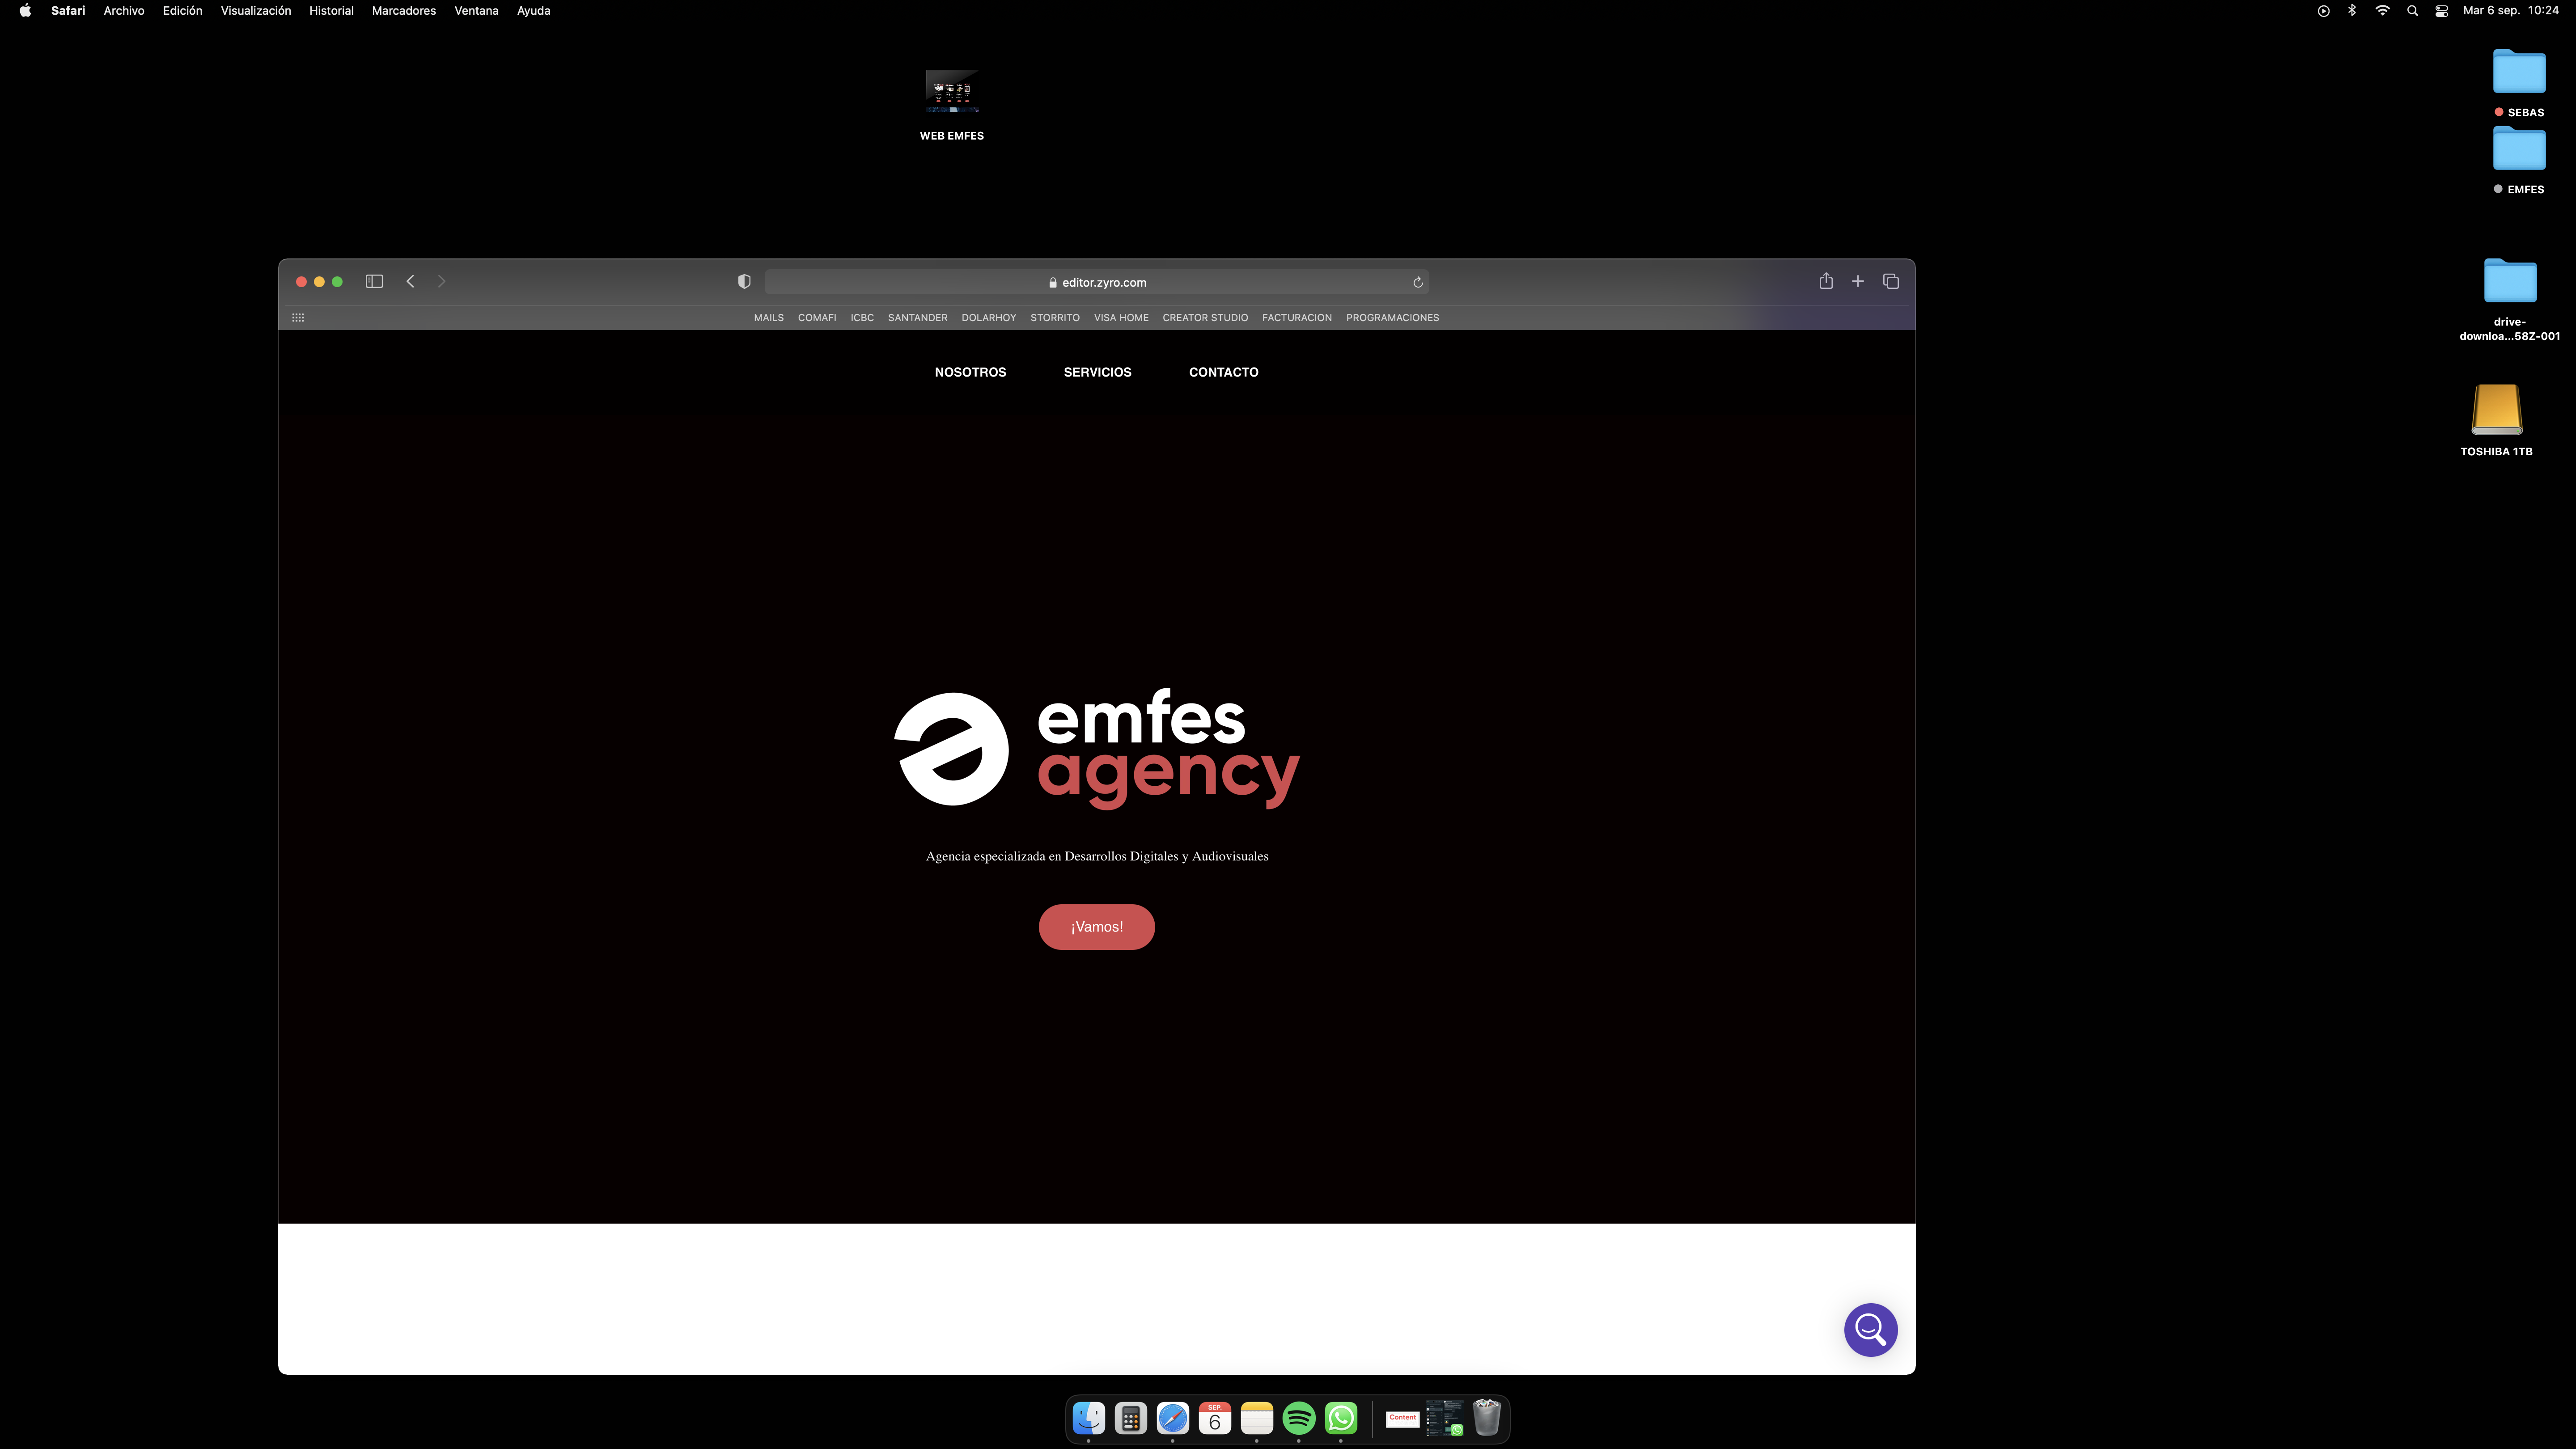 Safari Archivo Edición Visualización Historial Marcadores Ventana Ayuda
Mar 6 sep. 10:24
WEB EMFES
SEBAS
EMFES
drive-
downloa...58Z-001
TOSHIBA 1TB
editor.zyro.com
MAILS COMAFI ICBC SANTANDER DOLARHOY STORRITO VISA HOME CREATOR STUDIO FACTURACION PROGRAMACIONES
NOSOTROS SERVICIOS CONTACTO
emfes
agency
Agencia especializada en Desarrollos Digitales y Audiovisuales
¡Vamos!
SEP.
6
Content